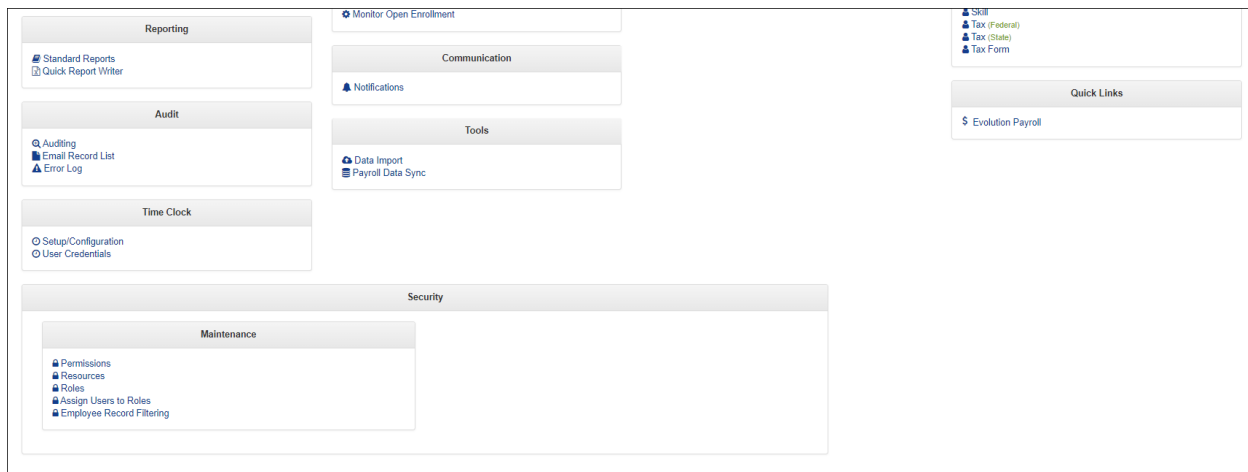 Reporting
Standard Reports
Quick Report Writer
Audit
Auditing
Email Record List
Error Log
Time Clock
Setup/Configuration
User Credentials
Monitor Open Enrollment
Communication
Notifications
Tools
Data Import
Payroll Data Sync
Skill
Tax (Federal)
Tax (State)
Tax Form
Quick Links
$ Evolution Payroll
Security
Maintenance
Permissions
Resources
Roles
Assign Users to Roles
Employee Record Filtering